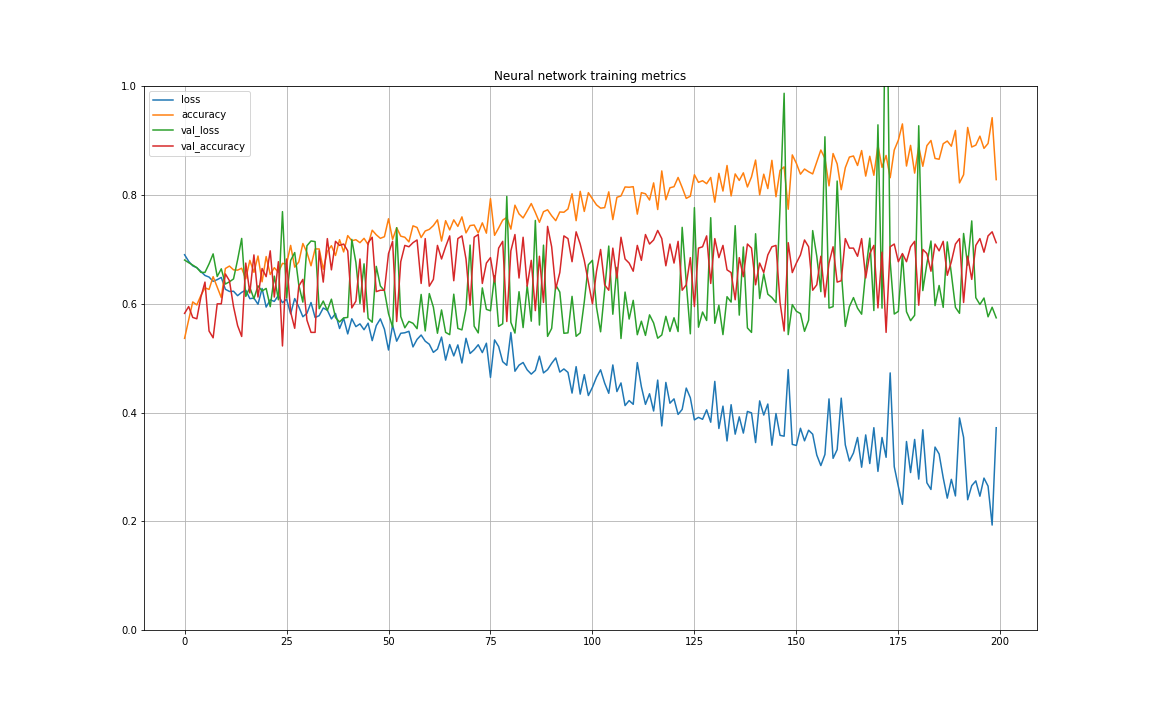 Neural network training metrics
1.0
loss
accuracy
val_loss
val_accuracy
0.8
0.6
0.4
0.2
0.0
0 25 50 75 100 125 150 175 200